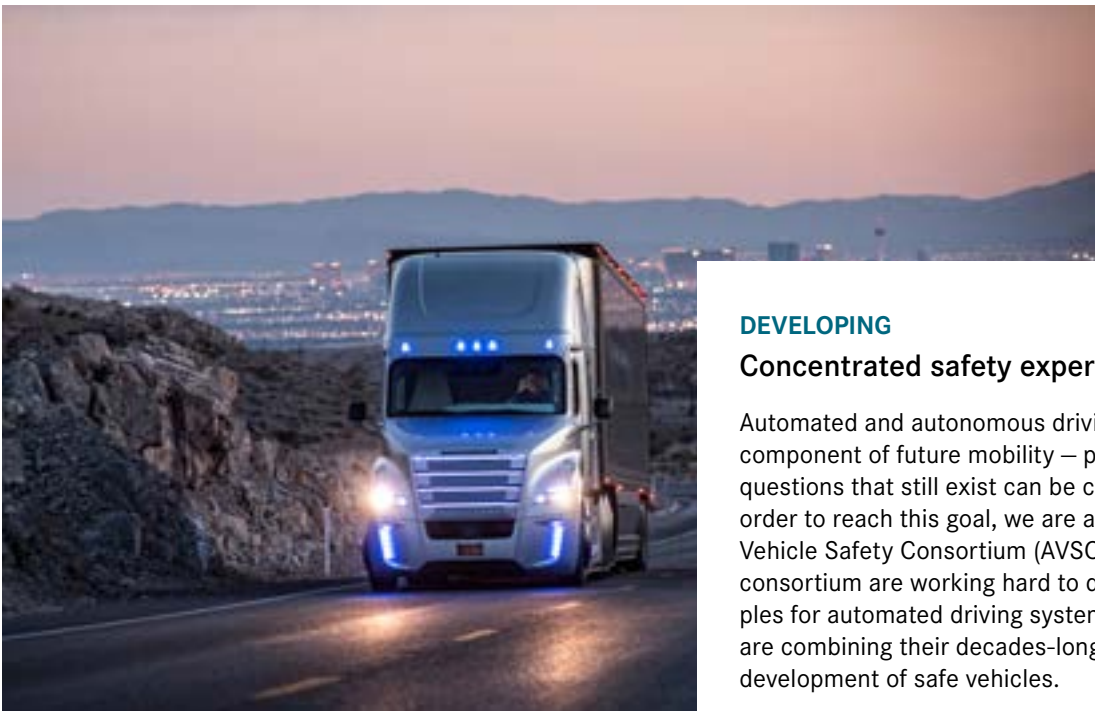 DEVELOPING
Concentrated safety exper
Automated and autonomous drivi
component of future mobility — p
questions that still exist can be c
order to reach this goal, we are a
Vehicle Safety Consortium (AVSC
consortium are working hard to d
ples for automated driving system
are combining their decades-long
development of safe vehicles.